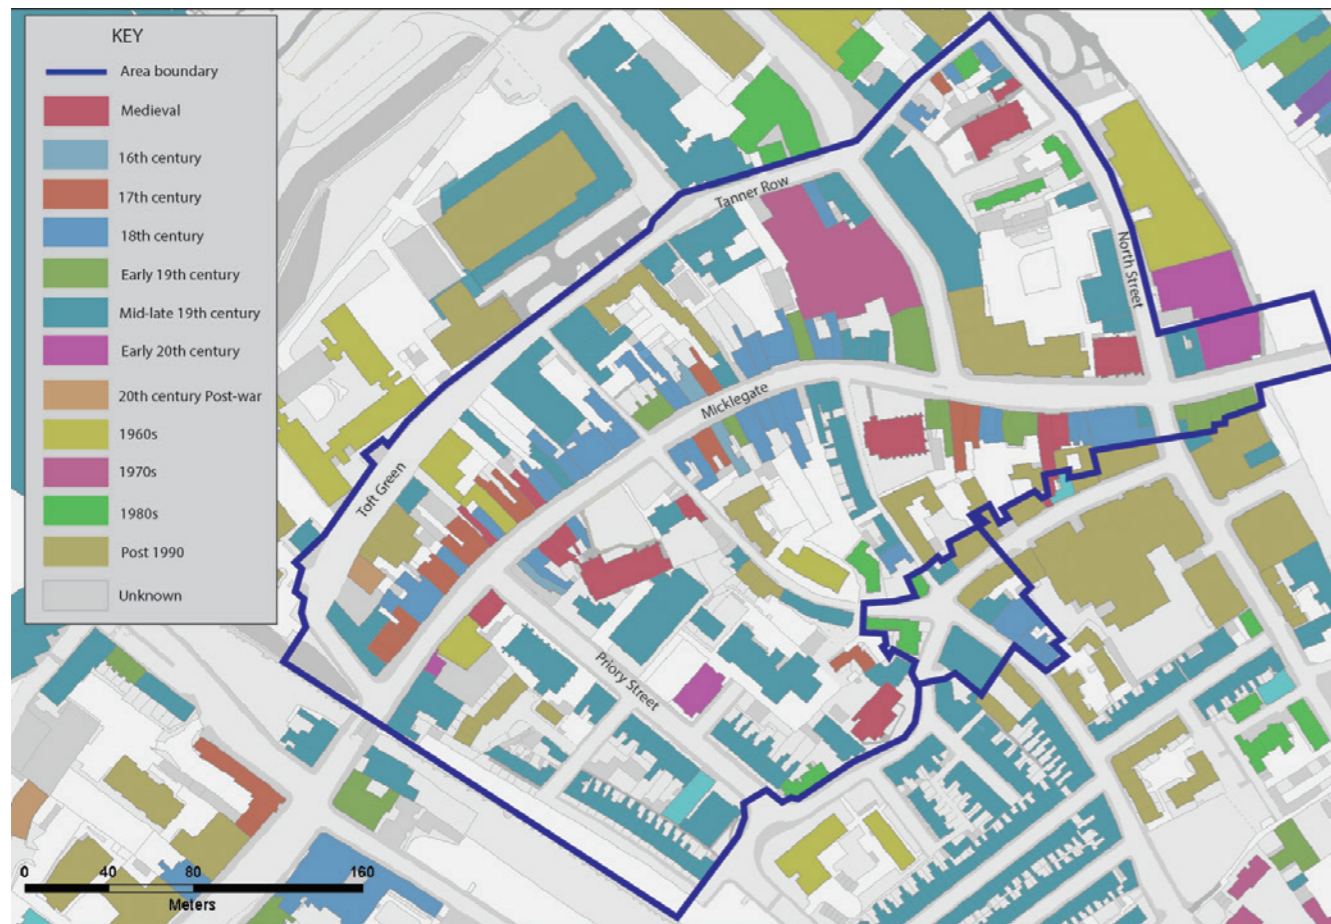 KEY
Area boundary
Medieval
16th century
17th century
18th century
Early 19th century
Mid-late 19th century
Early 20th century
20th century Post-war
1960s
1970s
1980s
Post 1990
Unknown
Tanner Row
North Street
Micklegate
Toft Green
Priory Street
0 40 80 160
Meters